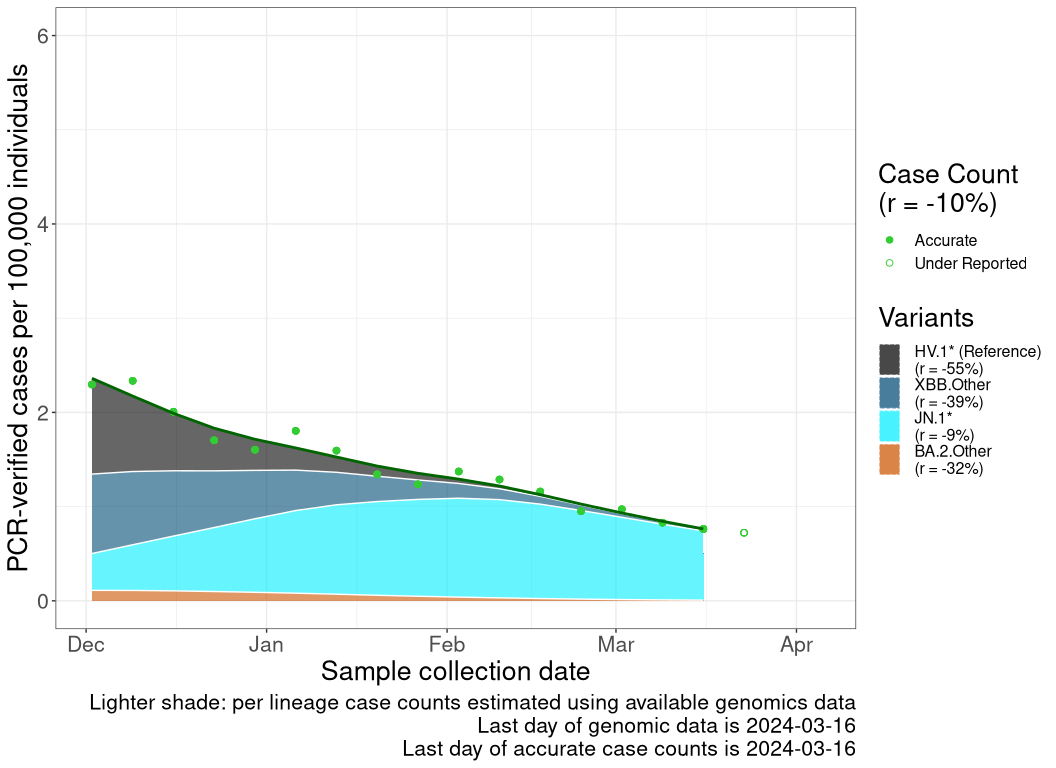 PCR-verified cases per 100,000 individuals
6
4
2
0
Dec
Jan
Feb
Mar
Apr
Sample collection date
Lighter shade: per lineage case counts estimated using available genomics data
Last day of genomic data is 2024-03-16
Last day of accurate case counts is 2024-03-16
Case Count
(r = -10%)
Accurate
Under Reported
Variants
HV.1* (Reference)
(r = -55%)
XBB.Other
(r = -39%)
JN.1*
(r = -9%)
BA.2.Other
(r = -32%)